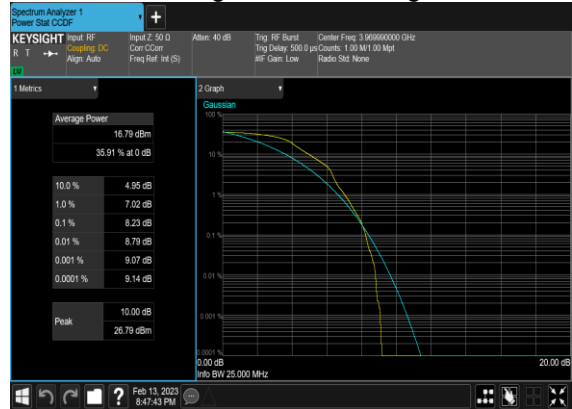 Spectrum Analyzer 1
Power Stat CCDF
KEYSIGHT
R T
LW
Input: RF
Coupling: DC
Align: Auto
Input Z: 50 Ω
Corr CCorr
Freq Ref: Int (S)
Atten: 40 dB
Trig: RF Burst
Trig Delay: 500.0 µs
#IF Gain: Low
Center Freq: 3.969990000 GHz
Counts: 1.00 M/1.00 Mpt
Radio Std: None
1 Metrics
Average Power
16.79 dBm
35.91 % at 0 dB
10.0 % 4.95 dB
1.0 % 7.02 dB
0.1 % 8.23 dB
0.01 % 8.79 dB
0.001 % 9.07 dB
0.0001 % 9.14 dB
Peak
10.00 dB
26.79 dBm
2 Graph
Gaussian
100 %
10 %
1 %
0.1 %
0.01 %
0.001 %
0.0001 %
0.00 dB
20.00 dB
Info BW 25.000 MHz
?
Feb 13, 2023
8:47:43 PM